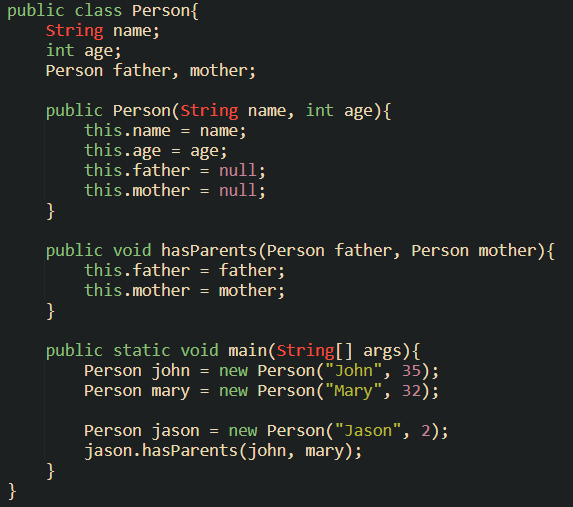 public class Person{
    String name;
    int age;
    Person father, mother;

    public Person(String name, int age){
        this.name = name;
        this.age = age;
        this.father = null;
        this.mother = null;
    }

    public void hasParents(Person father, Person mother){
        this.father = father;
        this.mother = mother;
    }

    public static void main(String[] args){
        Person john = new Person("John", 35);
        Person mary = new Person("Mary", 32);

        Person jason = new Person("Jason", 2);
        jason.hasParents(john, mary);
    }
}